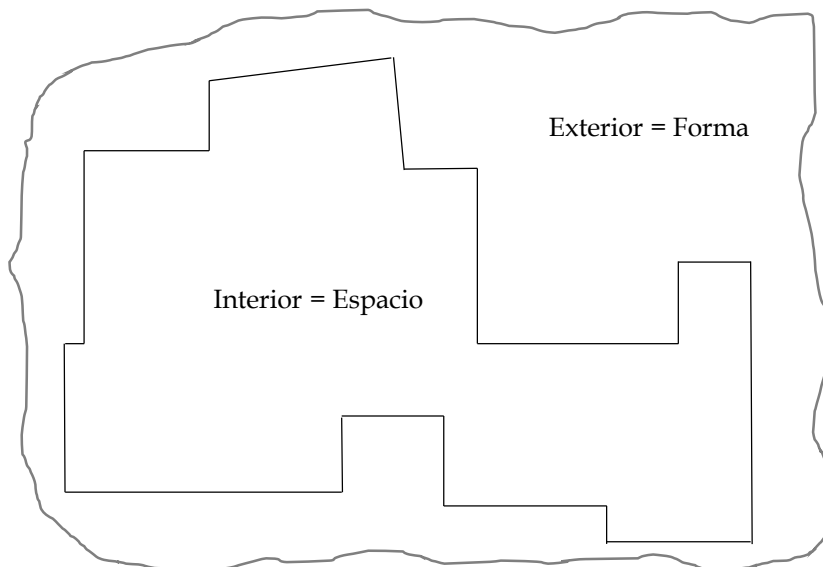 Exterior = Forma
Interior = Espacio